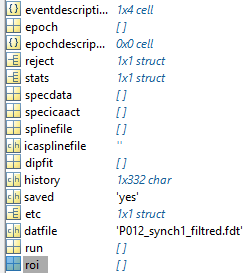 eventdescripti... 1x4 cell
epoch []
epochdescrip... 0x0 cell
reject 1x1 struct
stats 1x1 struct
specdata []
specicaact []
splinefile []
icasplinefile ''
dipfit []
history 1x332 char
saved 'yes'
etc 1x1 struct
datfile 'P012_synch1_filtred.fdt'
run []
roi []